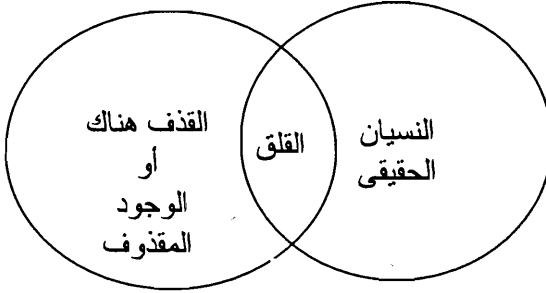 القذف هناك
أو
الوجود
المقذوف
القلق
النسيان
الحقيقى